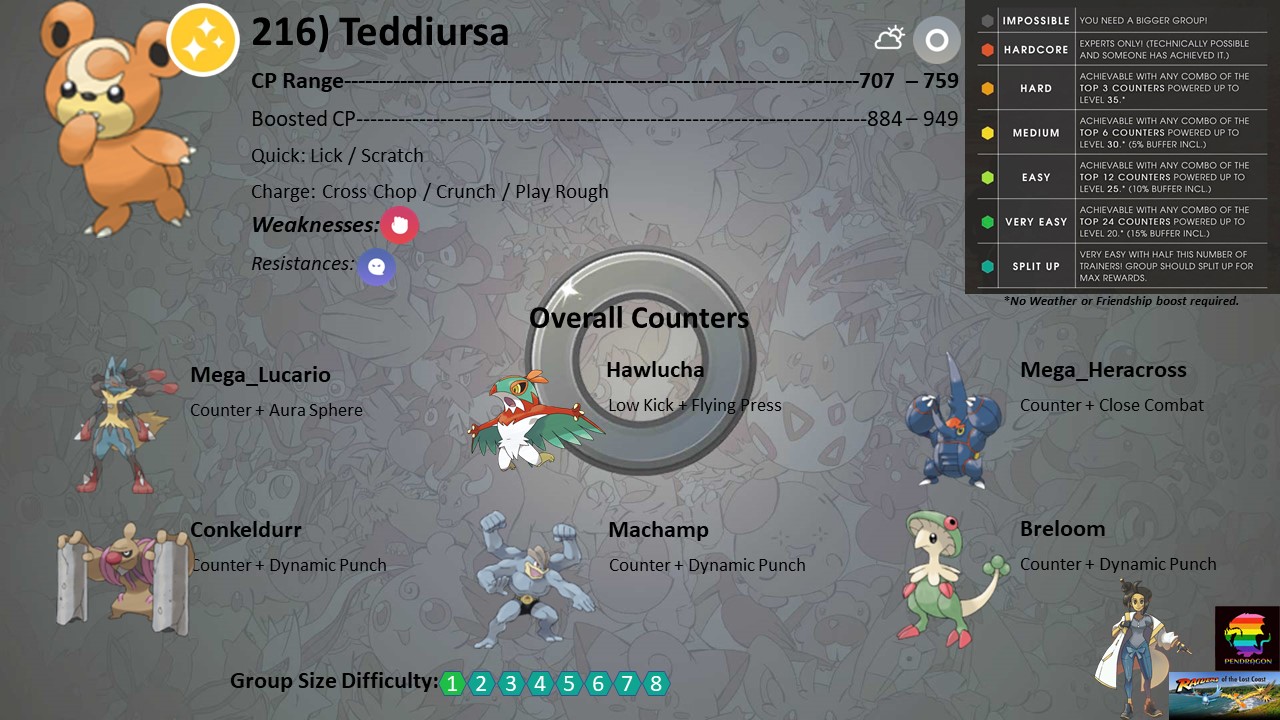 216) Teddiursa
CP Range--------------------------------------------------------------------------707 – 759
Boosted CP-------------------------------------------------------------------------884 – 949
Quick: Lick / Scratch
Charge: Cross Chop / Crunch / Play Rough
Weaknesses:
Resistances:
IMPOSSIBLE YOU NEED A BIGGER GROUP!
HARDCORE EXPERTS ONLY! (TECHNICALLY POSSIBLE
AND SOMEONE HAS ACHIEVED IT.)
HARD ACHIEVABLE WITH ANY COMBO OF THE
TOP 3 COUNTERS POWERED UP TO
LEVEL 35.*
MEDIUM ACHIEVABLE WITH ANY COMBO OF THE
TOP 6 COUNTERS POWERED UP TO
LEVEL 30.* (5% BUFFER INCL.)
EASY ACHIEVABLE WITH ANY COMBO OF THE
TOP 12 COUNTERS POWERED UP TO
LEVEL 25.* (10% BUFFER INCL.)
VERY EASY ACHIEVABLE WITH ANY COMBO OF THE
TOP 24 COUNTERS POWERED UP TO
LEVEL 20.* (15% BUFFER INCL.)
SPLIT UP VERY EASY WITH HALF THIS NUMBER OF
TRAINERS! GROUP SHOULD SPLIT UP FOR
MAX REWARDS.
*No Weather or Friendship boost required.
Overall Counters
Mega_Lucario
Counter + Aura Sphere
Hawlucha
Low Kick + Flying Press
Mega_Heracross
Counter + Close Combat
Conkeldurr
Counter + Dynamic Punch
Machamp
Counter + Dynamic Punch
Breloom
Counter + Dynamic Punch
Group Size Difficulty: 1 2 3 4 5 6 7 8
PENDROGON
RAIDERS of the Lost Coast